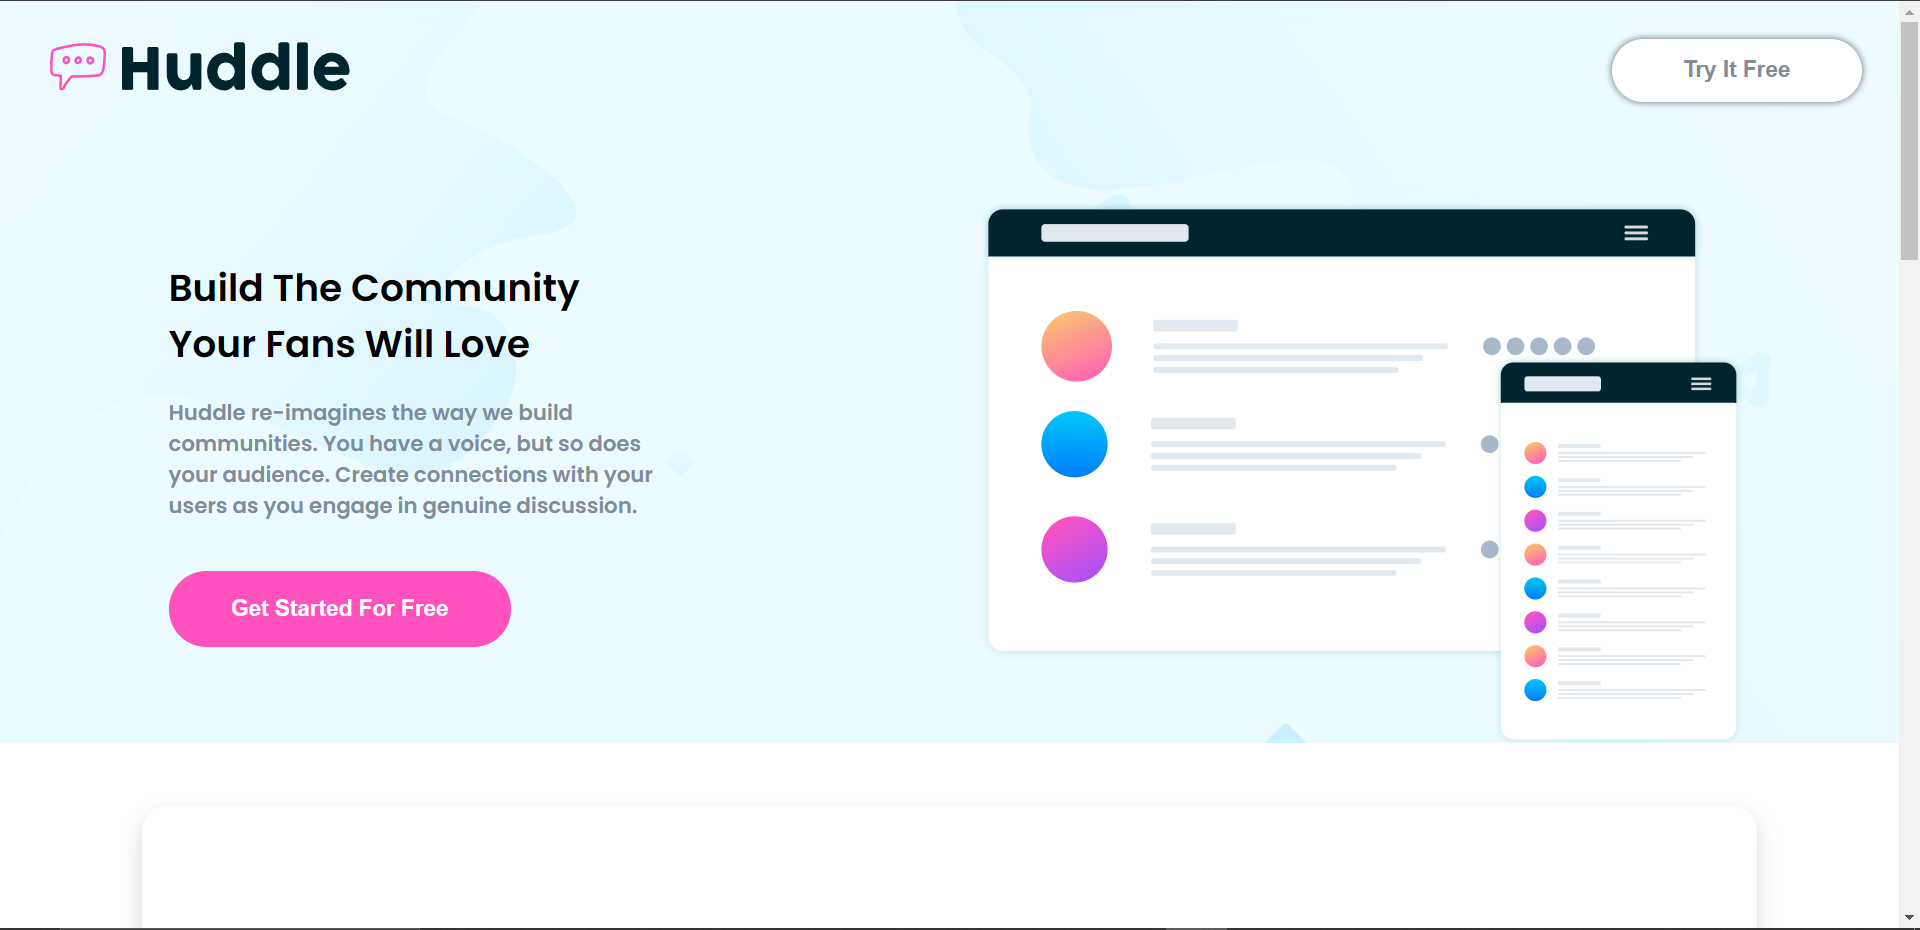 Huddle
Try It Free
Build The Community
Your Fans Will Love
Huddle re-imagines the way we build
communities. You have a voice, but so does
your audience. Create connections with your
users as you engage in genuine discussion.
Get Started For Free